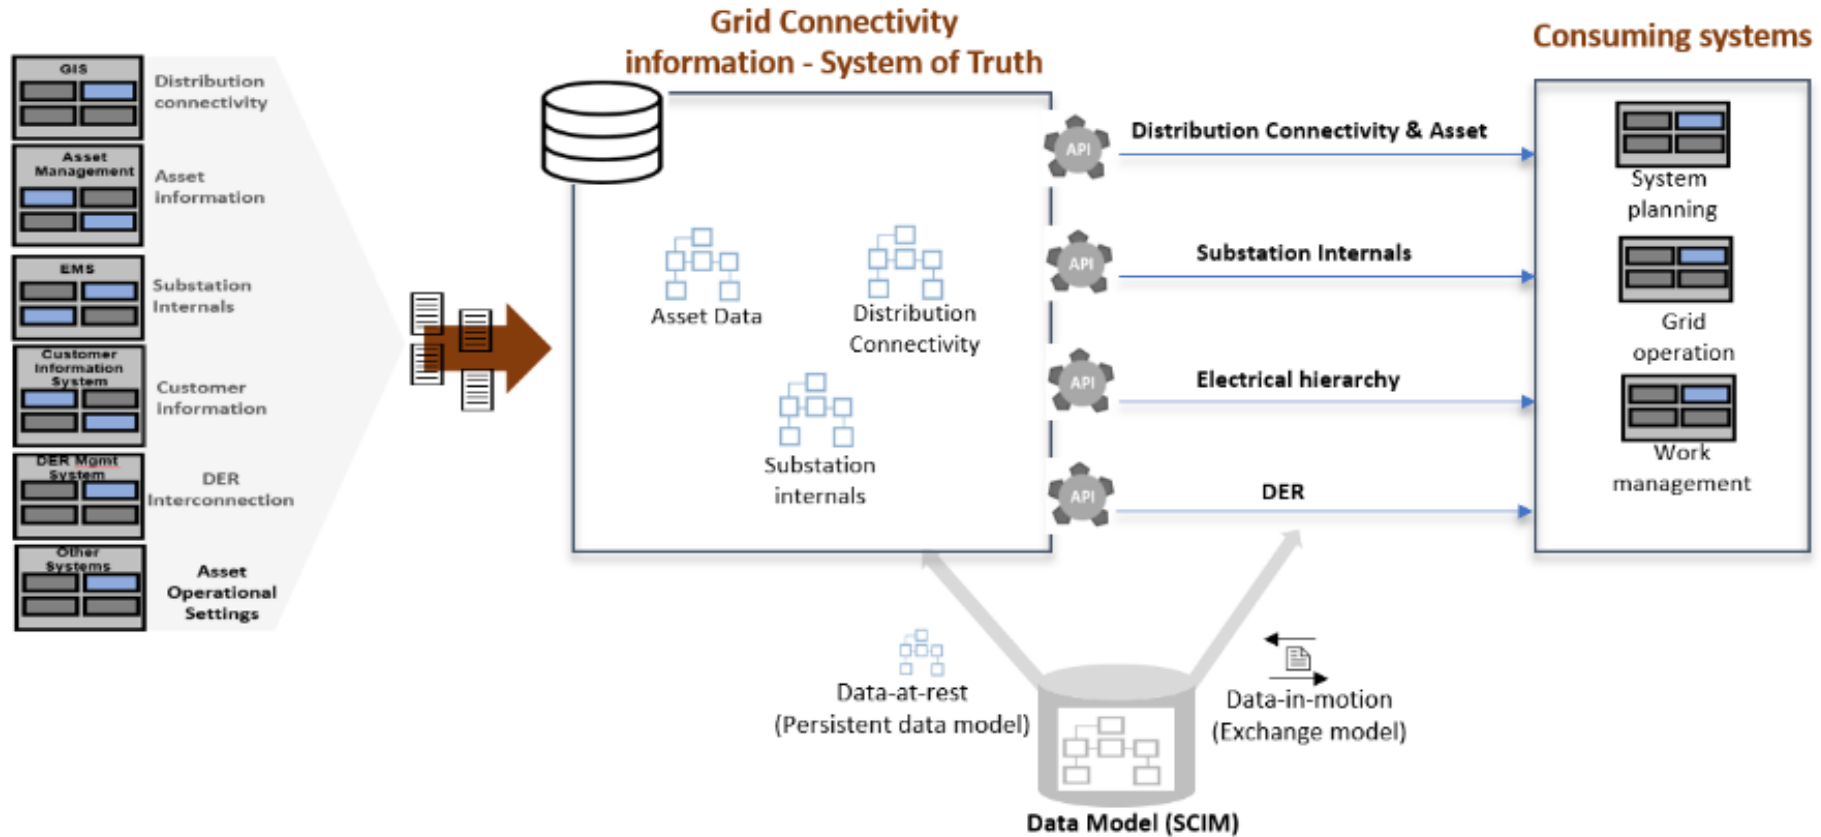 Grid Connectivity
information - System of Truth
Consuming systems
GIS
Distribution
connectivity
Asset
Management
Asset
information
EMS
Substation
Internals
Customer
Information
System
Customer
information
DER Mgmt
System
DER
Interconnection
Other
Systems
Asset
Operational
Settings
Asset Data
Distribution
Connectivity
Substation
internals
API
Distribution Connectivity & Asset
API
Substation Internals
API
Electrical hierarchy
API
DER
System
planning
Grid
operation
Work
management
Data-at-rest
(Persistent data model)
Data-in-motion
(Exchange model)
Data Model (SCIM)